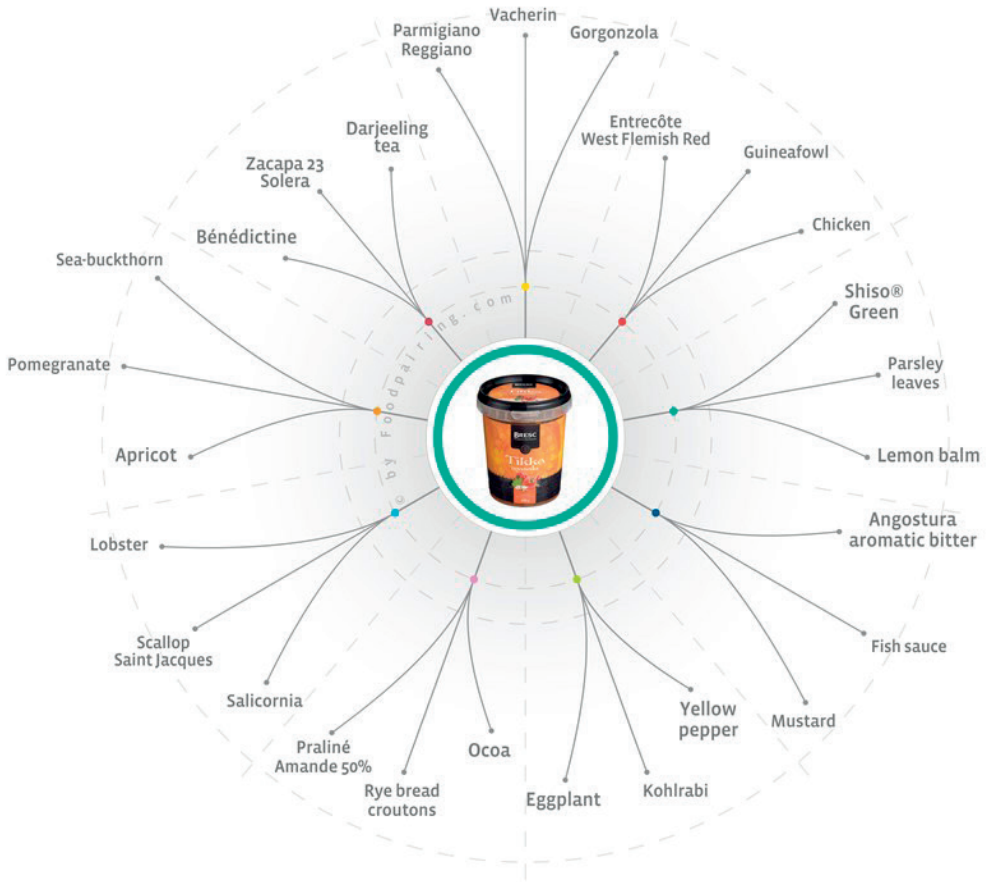 Vacherin
Parmigiano
Reggiano
Gorgonzola
Entrecôte
West Flemish Red
Guineafowl
Chicken
Shiso®
Green
Parsley
leaves
Lemon balm
Angostura
aromatic bitter
Fish sauce
Mustard
Yellow
pepper
Kohlrabi
Eggplant
Ocoa
Rye bread
croutons
Praliné
Amande 50%
Salicornia
Scallop
Saint Jacques
Lobster
Apricot
Pomegranate
Sea-buckthorn
Bénédictine
Zacapa 23
Solera
Darjeeling
tea
by Foodpairing.com
BRESC
Tikka